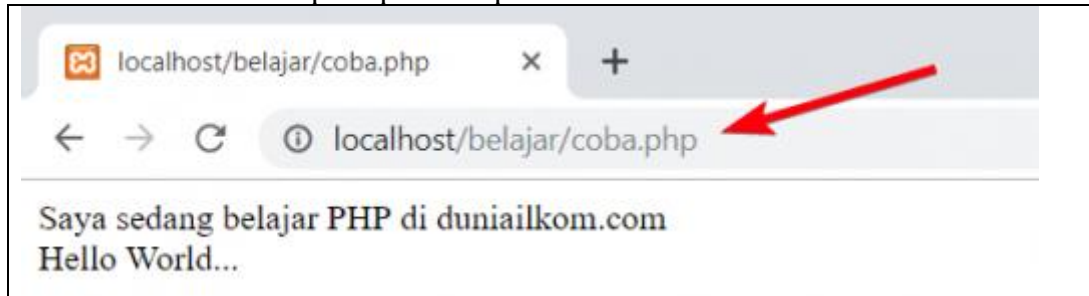 localhost/belajar/coba.php
localhost/belajar/coba.php
Saya sedang belajar PHP di duniailkom.com
Hello World...